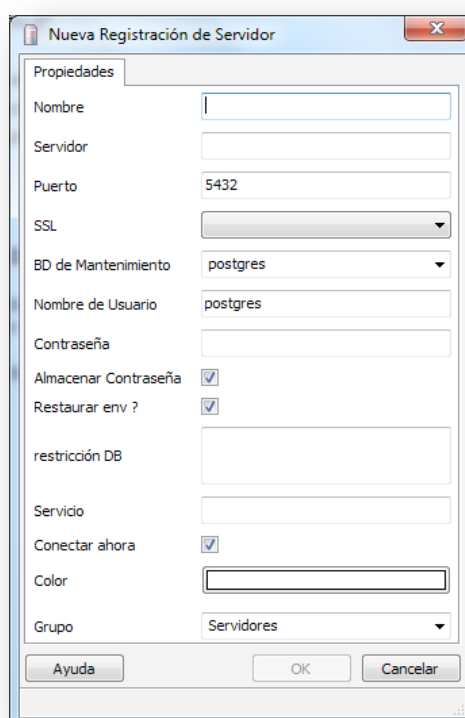 Nueva Registración de Servidor
Propiedades
Nombre
Servidor
Puerto 5432
SSL
BD de Mantenimiento postgres
Nombre de Usuario postgres
Contraseña
Almacenar Contraseña
Restaurar env ?
restricción DB
Servicio
Conectar ahora
Color
Grupo Servidores
Ayuda OK Cancelar